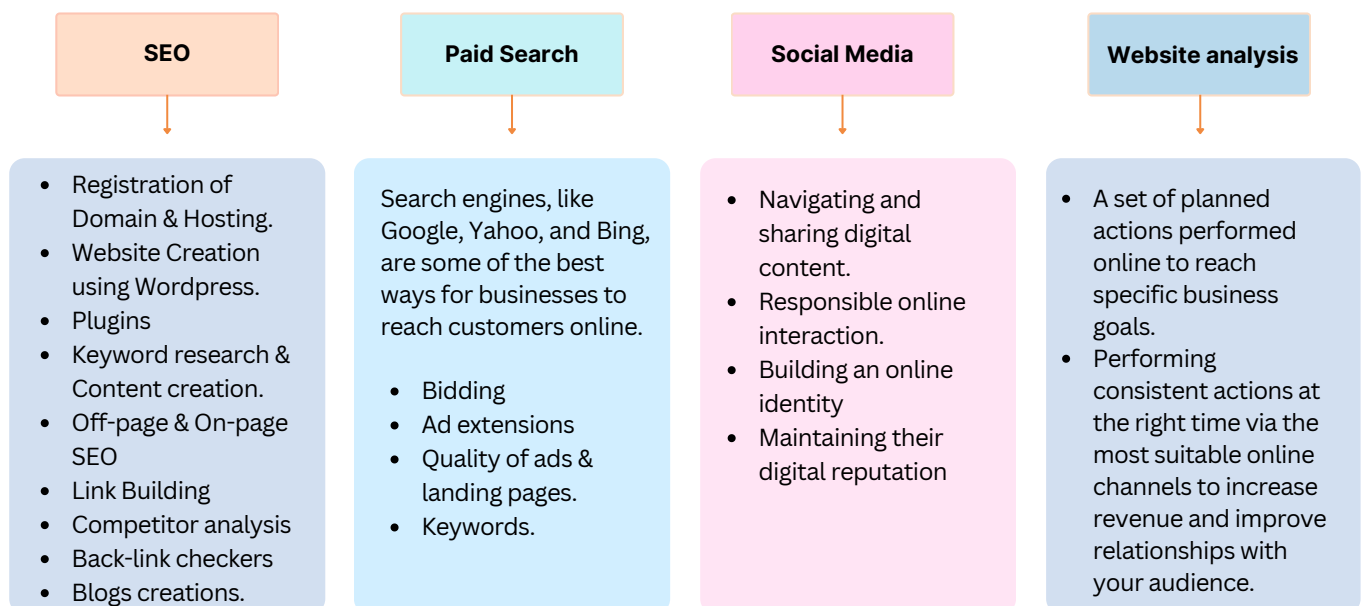 SEO
Registration of
Domain & Hosting.
Website Creation
using Wordpress.
Plugins
Keyword research &
Content creation.
Off-page & On-page
SEO
Link Building
Competitor analysis
Back-link checkers
Blogs creations.
Paid Search
Search engines, like
Google, Yahoo, and Bing,
are some of the best
ways for businesses to
reach customers online.
Bidding
Ad extensions
Quality of ads &
landing pages.
Keywords.
Social Media
Navigating and
sharing digital
content.
Responsible online
interaction.
Building an online
identity
Maintaining their
digital reputation
Website analysis
A set of planned
actions performed
online to reach
specific business
goals.
Performing
consistent actions at
the right time via the
most suitable online
channels to increase
revenue and improve
relationships with
your audience.